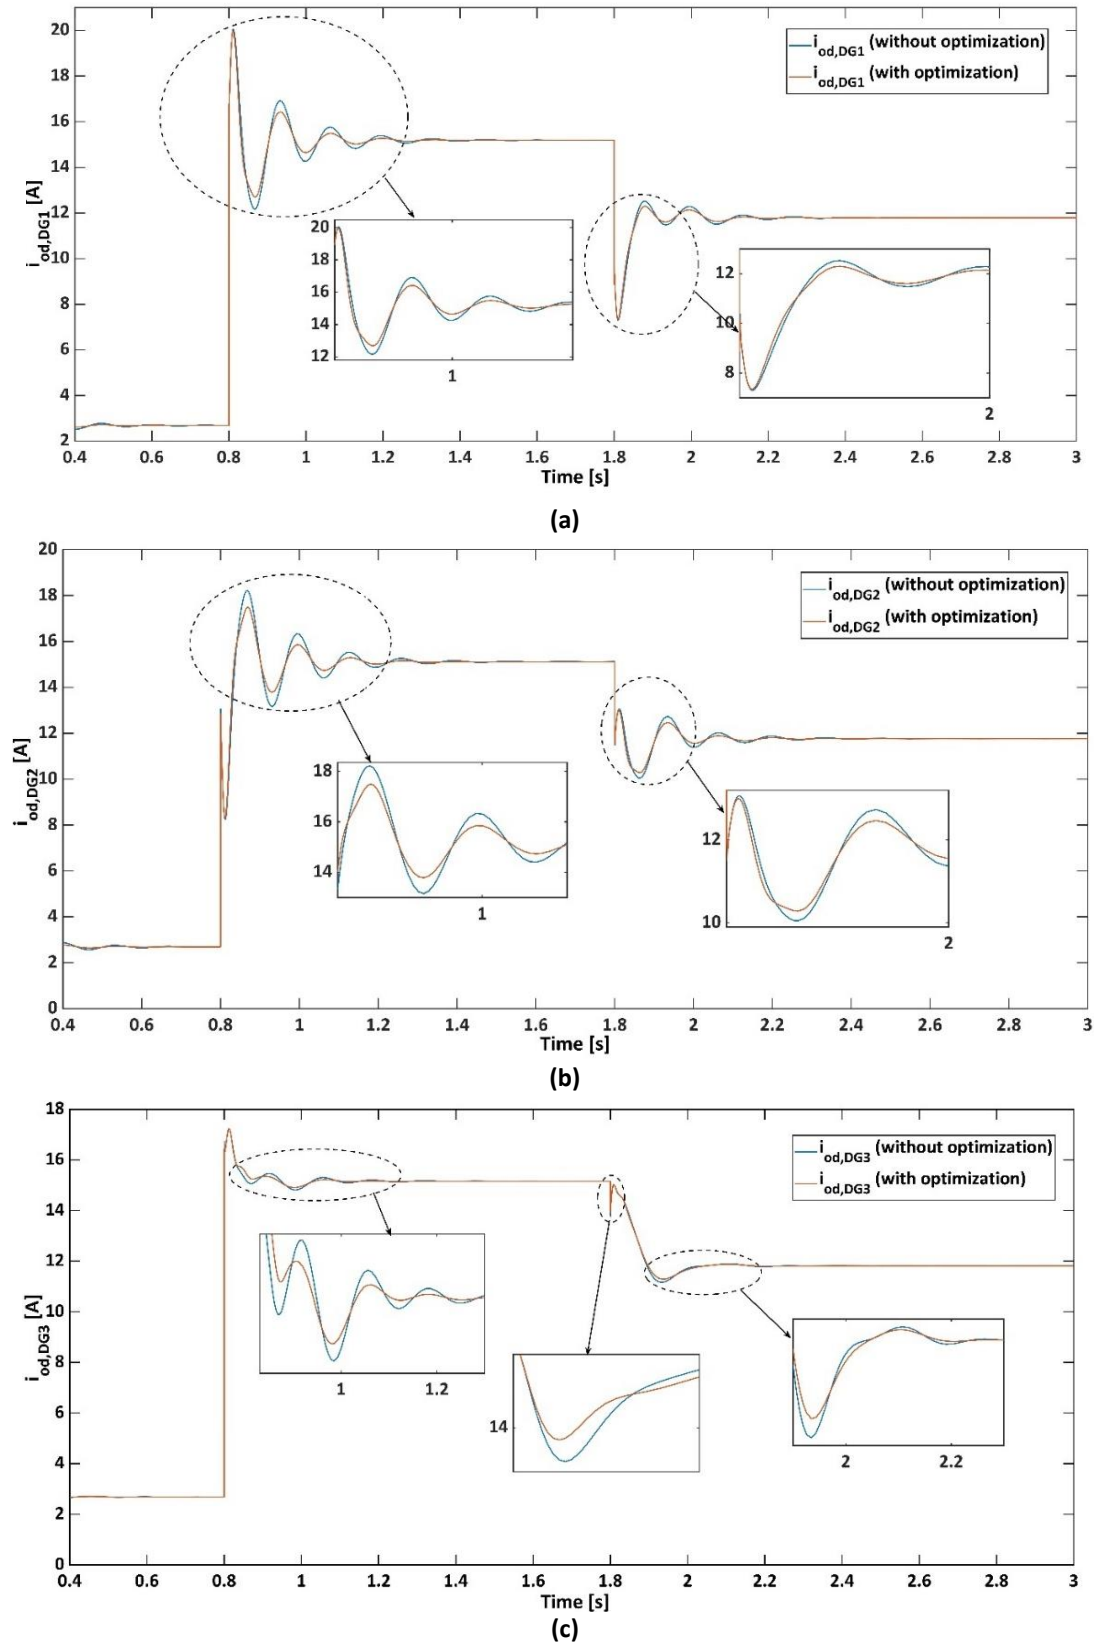 20
18
16
14
12
10
8
6
4
2
i_od,DG1 [A]
i_od,DG1 (without optimization)
i_od,DG1 (with optimization)
20
18
16
14
12
1
12
10
8
2
0.4 0.6 0.8 1 1.2 1.4 1.6 1.8 2 2.2 2.4 2.6 2.8 3
Time [s]
(a)
20
18
16
14
12
10
8
6
4
2
0
i_od,DG2 [A]
i_od,DG2 (without optimization)
i_od,DG2 (with optimization)
18
16
14
1
12
10
2
0.4 0.6 0.8 1 1.2 1.4 1.6 1.8 2 2.2 2.4 2.6 2.8 3
Time [s]
(b)
18
16
14
12
10
8
6
4
2
0
i_od,DG3 [A]
i_od,DG3 (without optimization)
i_od,DG3 (with optimization)
1 1.2
14
2 2.2
0.4 0.6 0.8 1 1.2 1.4 1.6 1.8 2 2.2 2.4 2.6 2.8 3
Time [s]
(c)